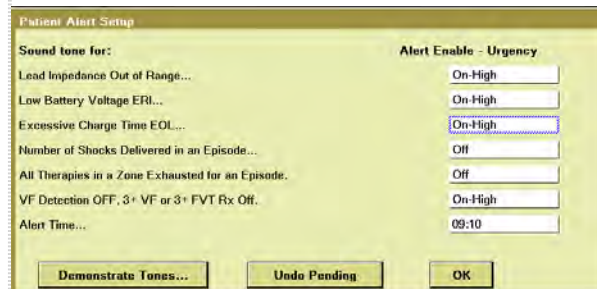 Patient Alert Setup
Sound tone for: Alert Enable - Urgency
Lead Impedance Out of Range... On-High
Low Battery Voltage ERI... On-High
Excessive Charge Time EOL... On-High
Number of Shocks Delivered in an Episode... Off
All Therapies in a Zone Exhausted for an Episode. Off
VF Detection OFF, 3+ VF or 3+ FVT Rx Off. On-High
Alert Time... 09:10
Demonstrate Tones... Undo Pending OK